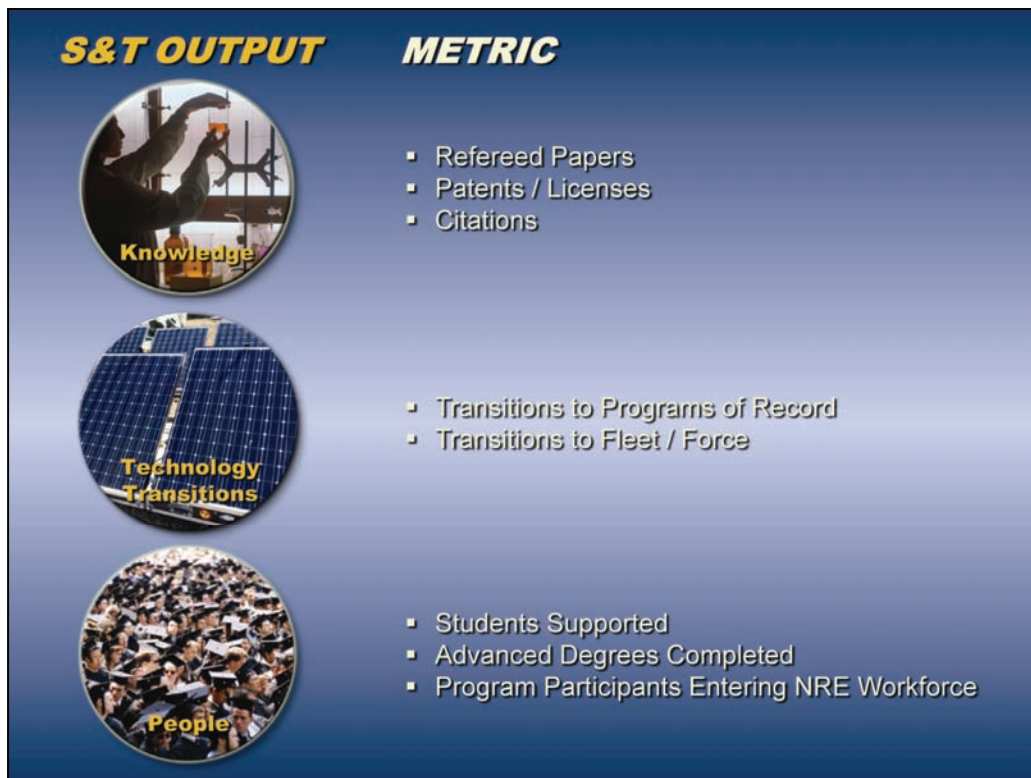 S&T OUTPUT METRIC
Knowledge
▪ Refereed Papers
▪ Patents / Licenses
▪ Citations
Technology
Transitions
▪ Transitions to Programs of Record
▪ Transitions to Fleet / Force
People
▪ Students Supported
▪ Advanced Degrees Completed
▪ Program Participants Entering NRE Workforce